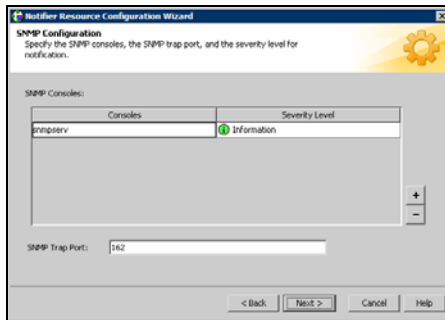 Notifier Resource Configuration Wizard
SNMP Configuration
Specify the SNMP consoles, the SNMP trap port, and the severity level for
notification.
SNMP Consoles:
Consoles Severity Level
snmpserv Information
+
-
SNMP Trap Port: 162
< Back Next > Cancel Help